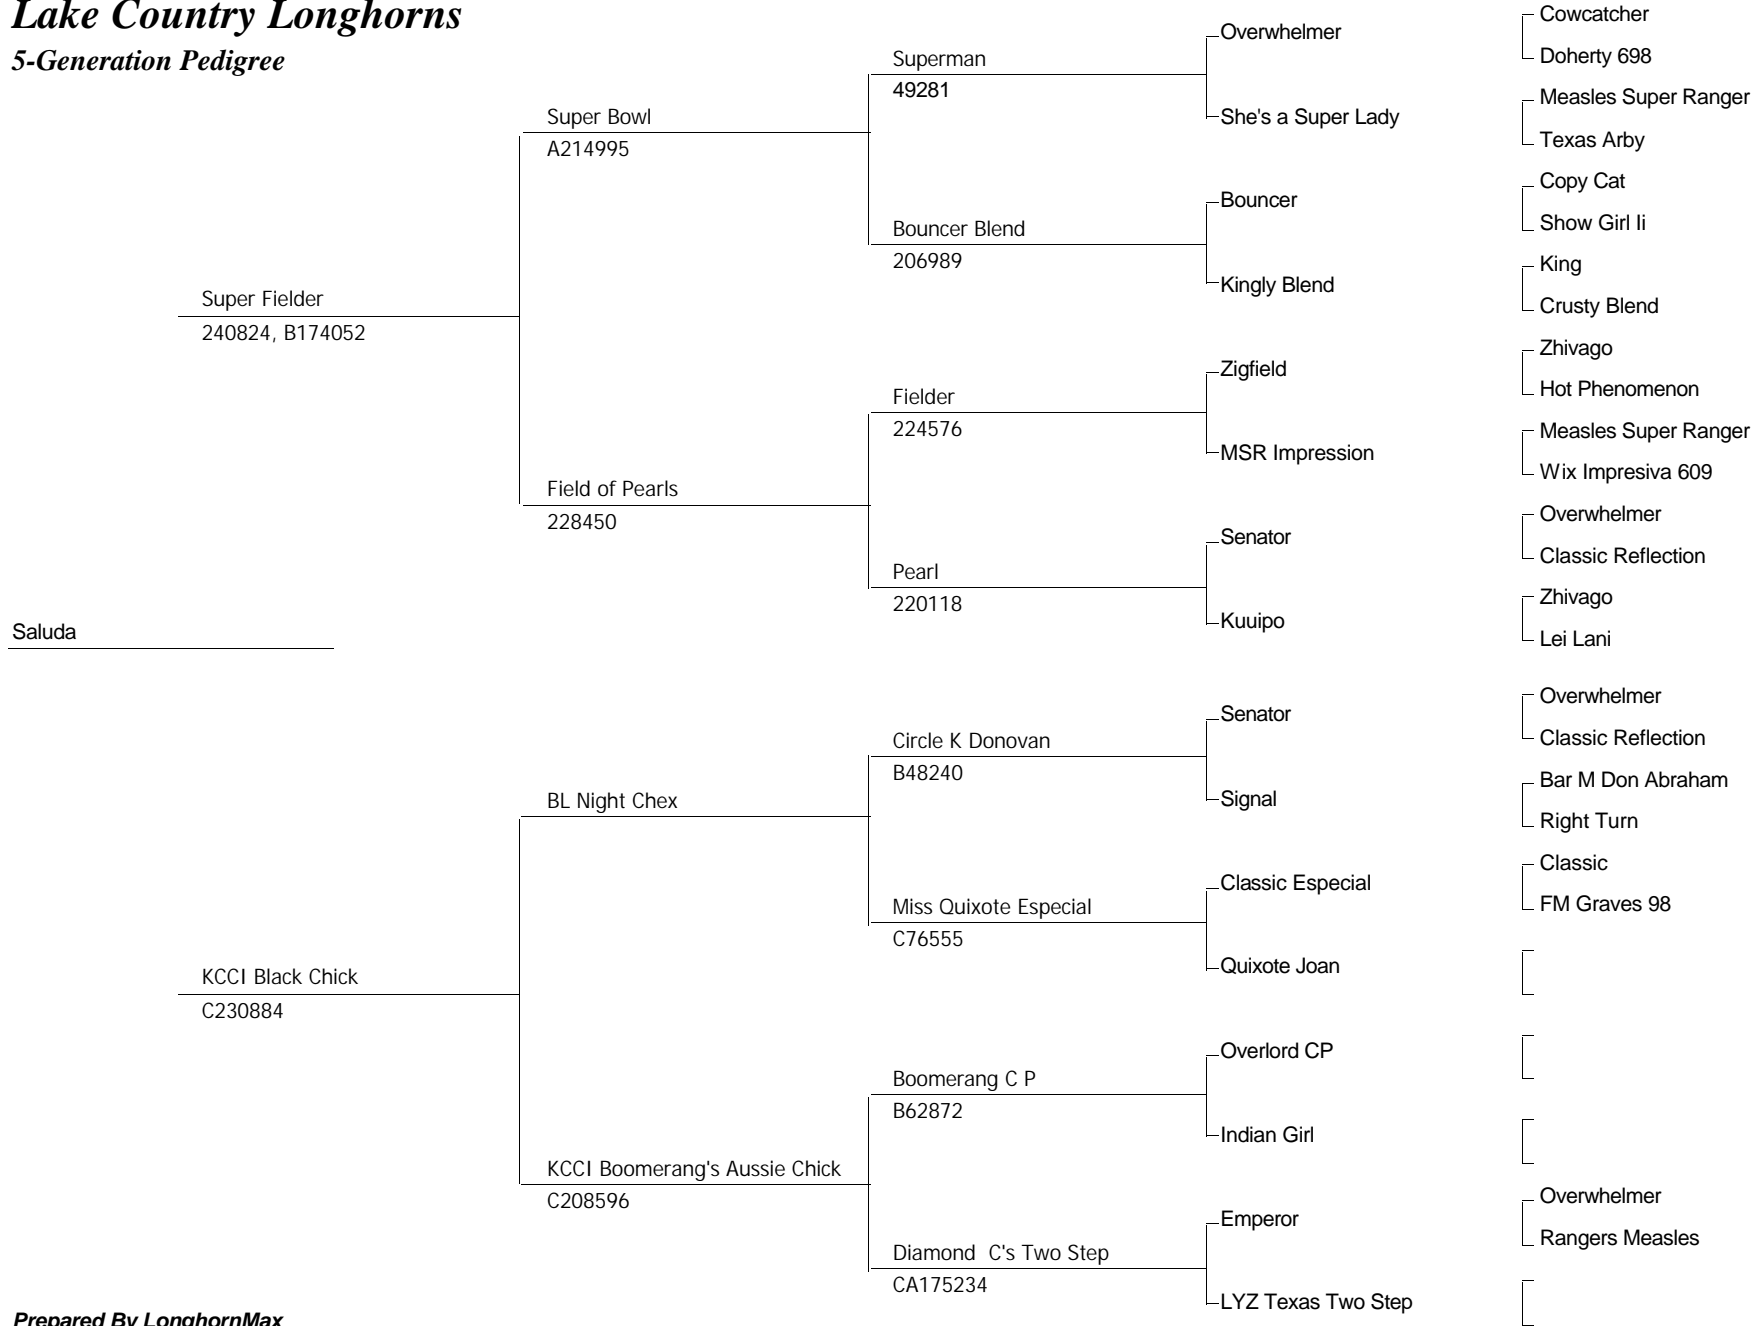 Lake Country Longhorns
5-Generation Pedigree
Saluda
Super Fielder
240824, B174052
KCCI Black Chick
C230884
Super Bowl
A214995
Field of Pearls
228450
BL Night Chex
KCCI Boomerang's Aussie Chick
C208596
Superman
49281
Bouncer Blend
206989
Fielder
224576
Pearl
220118
Circle K Donovan
B48240
Miss Quixote Especial
C76555
Boomerang C P
B62872
Diamond  C's Two Step
CA175234
Overwhelmer
She's a Super Lady
Bouncer
Kingly Blend
Zigfield
MSR Impression
Senator
Kuuipo
Senator
Signal
Classic Especial
Quixote Joan
Overlord CP
Indian Girl
Emperor
LYZ Texas Two Step
Cowcatcher
Doherty 698
Measles Super Ranger
Texas Arby
Copy Cat
Show Girl Ii
King
Crusty Blend
Zhivago
Hot Phenomenon
Measles Super Ranger
Wix Impresiva 609
Overwhelmer
Classic Reflection
Zhivago
Lei Lani
Overwhelmer
Classic Reflection
Bar M Don Abraham
Right Turn
Classic
FM Graves 98
Overwhelmer
Rangers Measles
Prepared By LonghornMax